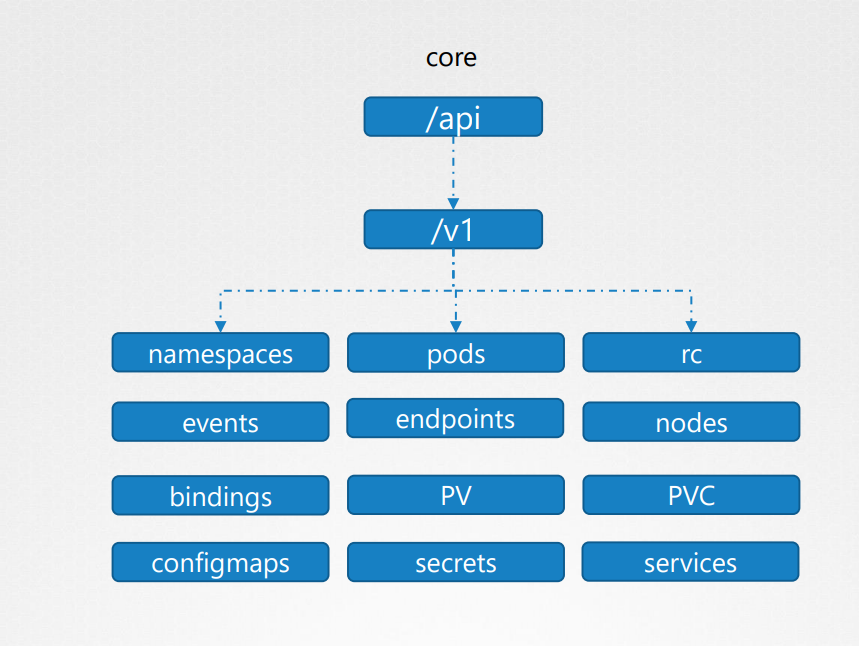 core
/api
/v1
namespaces
pods
rc
events
endpoints
nodes
bindings
PV
PVC
configmaps
secrets
services